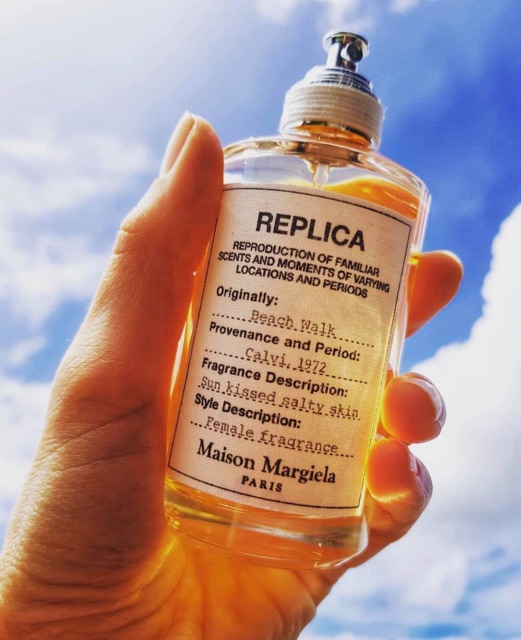 REPLICA
REPRODUCTION OF FAMILIAR
SCENTS AND MOMENTS OF VARYING
LOCATIONS AND PERIODS
Originally:
Beach Walk
Provenance and Period:
Calvi, 1972
Fragrance Description:
Sun kissed salty skin
Style Description:
Female fragrance
Maison Margiela
PARIS